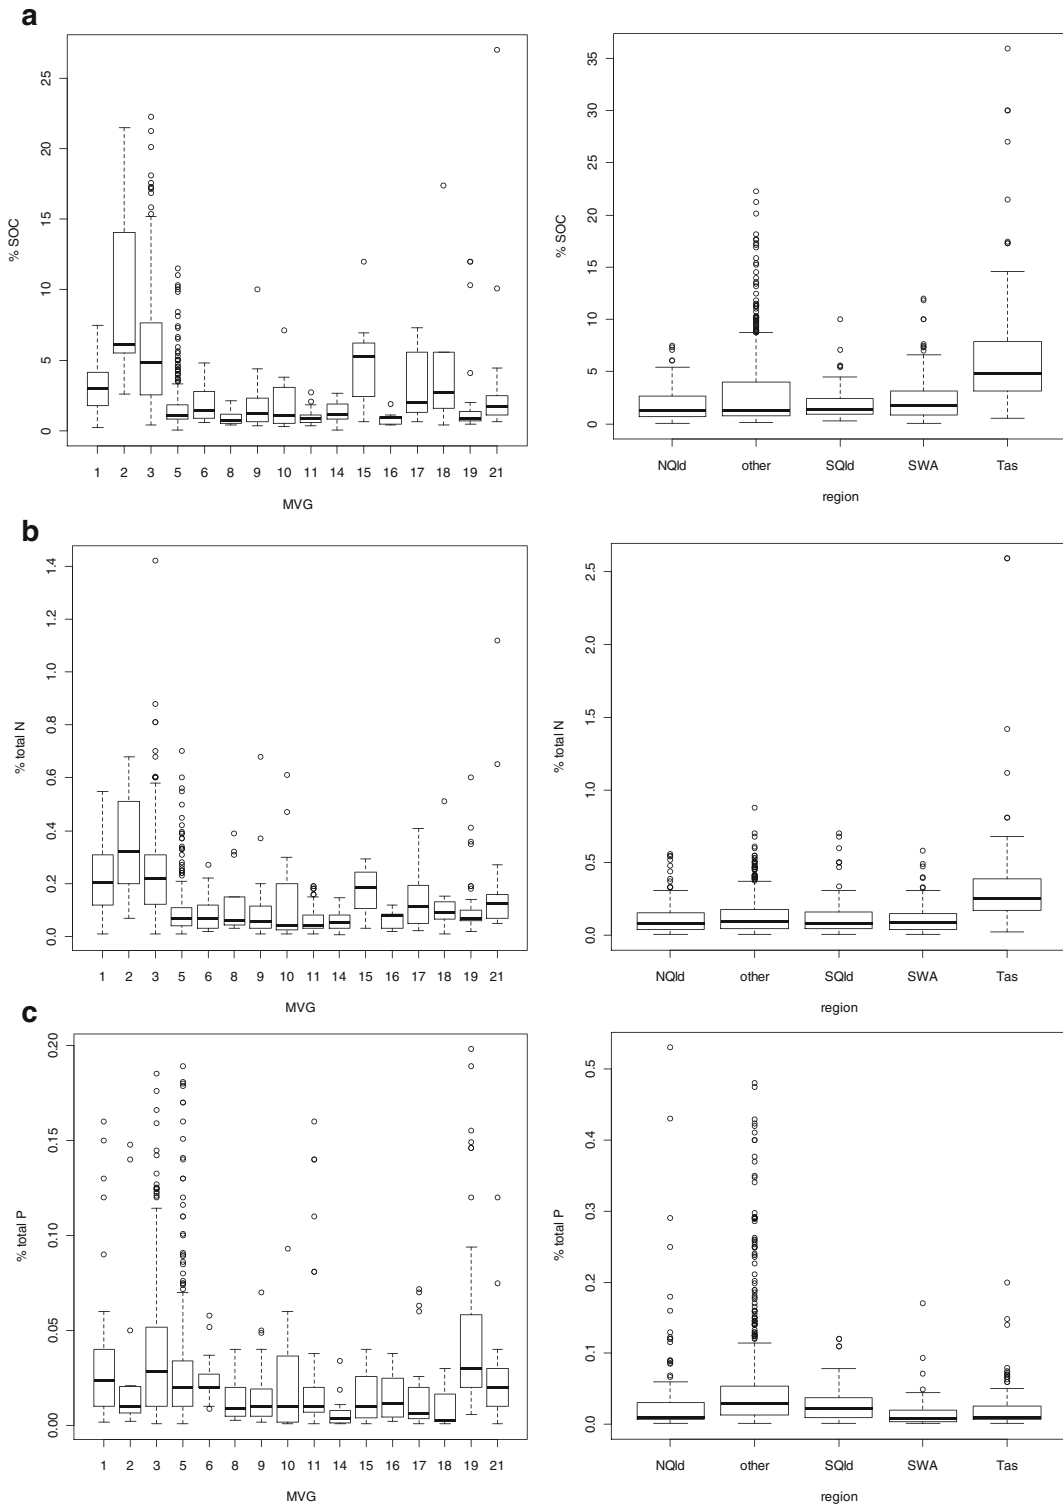 a
25
20
15
10
5
0
% SOC
1 2 3 5 6 8 9 10 11 14 15 16 17 18 19 21
MVG
35
30
25
20
15
10
5
0
% SOC
NQld other SQld SWA Tas
region
b
1.4
1.2
1.0
0.8
0.6
0.4
0.2
0.0
% total N
1 2 3 5 6 8 9 10 11 14 15 16 17 18 19 21
MVG
2.5
2.0
1.5
1.0
0.5
0.0
% total N
NQld other SQld SWA Tas
region
c
0.20
0.15
0.10
0.05
0.00
% total P
1 2 3 5 6 8 9 10 11 14 15 16 17 18 19 21
MVG
0.5
0.4
0.3
0.2
0.1
0.0
% total P
NQld other SQld SWA Tas
region